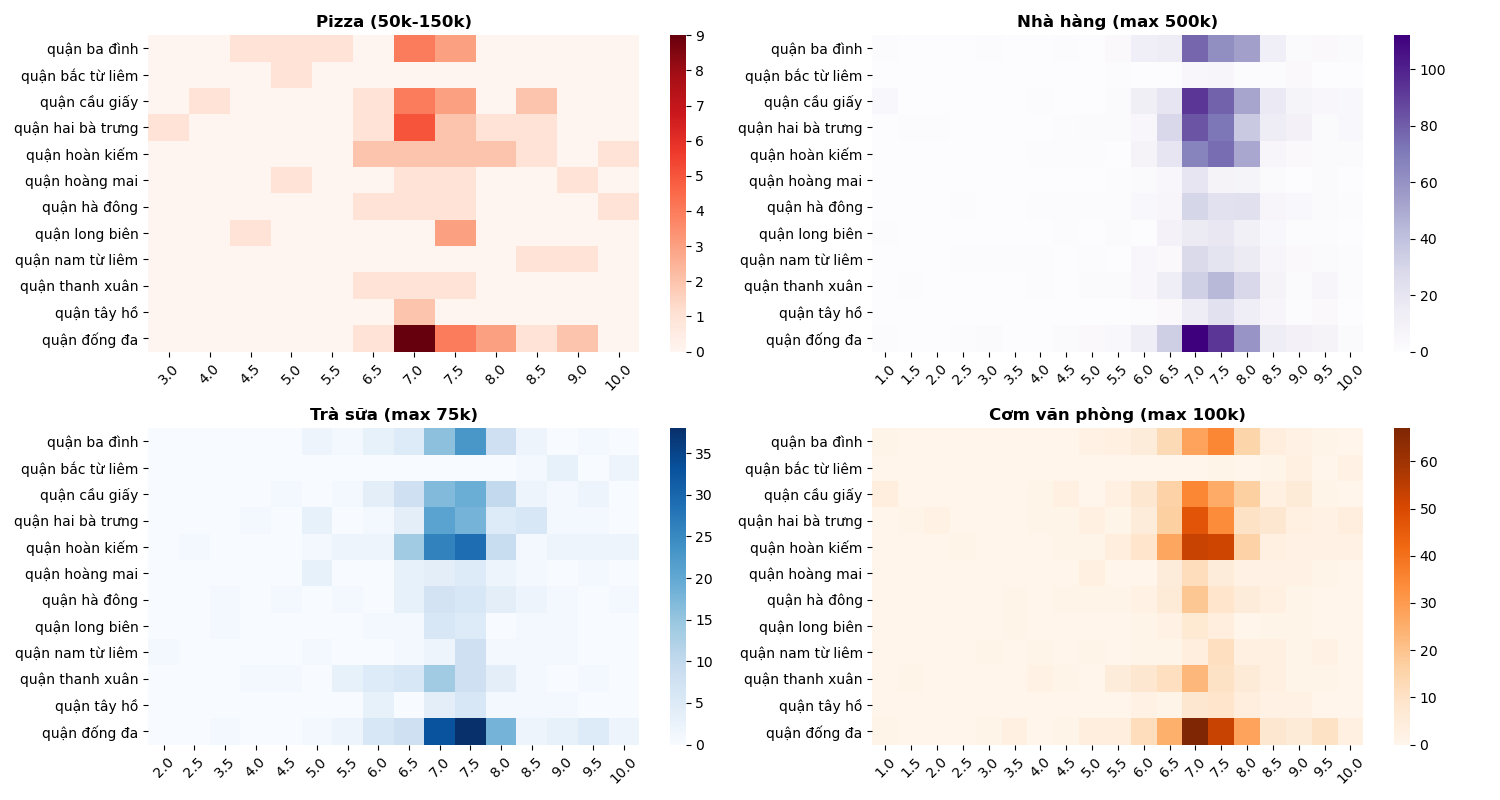 Pizza (50k-150k)
quận ba đình
quận bắc từ liêm
quận cầu giấy
quận hai bà trưng
quận hoàn kiếm
quận hoàng mai
quận hà đông
quận long biên
quận nam từ liêm
quận thanh xuân
quận tây hồ
quận đống đa
3.0 4.0 4.5 5.0 5.5 6.5 7.0 7.5 8.0 8.5 9.0 10.0
9
8
7
6
5
4
3
2
1
0
Nhà hàng (max 500k)
quận ba đình
quận bắc từ liêm
quận cầu giấy
quận hai bà trưng
quận hoàn kiếm
quận hoàng mai
quận hà đông
quận long biên
quận nam từ liêm
quận thanh xuân
quận tây hồ
quận đống đa
1.0 1.5 2.0 2.5 3.0 3.5 4.0 4.5 5.0 5.5 6.0 6.5 7.0 7.5 8.0 8.5 9.0 9.5 10.0
100
80
60
40
20
0
Trà sữa (max 75k)
quận ba đình
quận bắc từ liêm
quận cầu giấy
quận hai bà trưng
quận hoàn kiếm
quận hoàng mai
quận hà đông
quận long biên
quận nam từ liêm
quận thanh xuân
quận tây hồ
quận đống đa
2.0 2.5 3.5 4.0 4.5 5.0 5.5 6.0 6.5 7.0 7.5 8.0 8.5 9.0 9.5 10.0
35
30
25
20
15
10
5
0
Cơm văn phòng (max 100k)
quận ba đình
quận bắc từ liêm
quận cầu giấy
quận hai bà trưng
quận hoàn kiếm
quận hoàng mai
quận hà đông
quận long biên
quận nam từ liêm
quận thanh xuân
quận tây hồ
quận đống đa
1.0 1.5 2.0 2.5 3.0 3.5 4.0 4.5 5.0 5.5 6.0 6.5 7.0 7.5 8.0 8.5 9.0 9.5 10.0
60
50
40
30
20
10
0